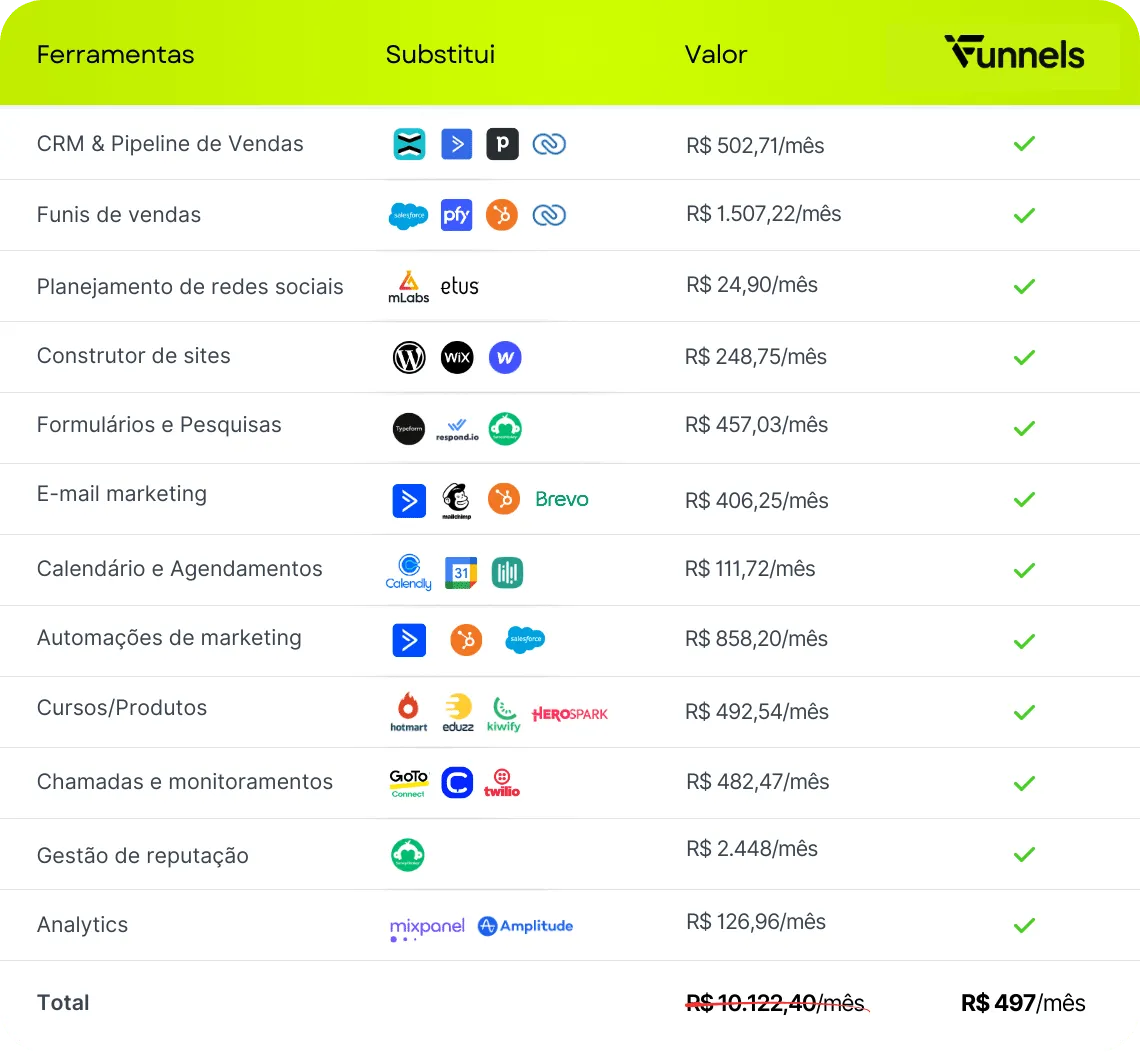 Ferramentas Substitui Valor Funnels
CRM & Pipeline de Vendas p R$ 502,71/mês
Funis de vendas salesforce pfy R$ 1.507,22/mês
Planejamento de redes sociais mLabs etus R$ 24,90/mês
Construtor de sites W WIX W R$ 248,75/mês
Formulários e Pesquisas Typeform respond.io R$ 457,03/mês
E-mail marketing mailchimp Brevo R$ 406,25/mês
Calendário e Agendamentos Calendly 31 R$ 111,72/mês
Automações de marketing salesforce R$ 858,20/mês
Cursos/Produtos hotmart eduzz kiwify HEROSPARK R$ 492,54/mês
Chamadas e monitoramentos GoTo Connect C twilio R$ 482,47/mês
Gestão de reputação R$ 2.448/mês
Analytics mixpanel Amplitude R$ 126,96/mês
Total R$ 10.122,40/mês R$ 497/mês